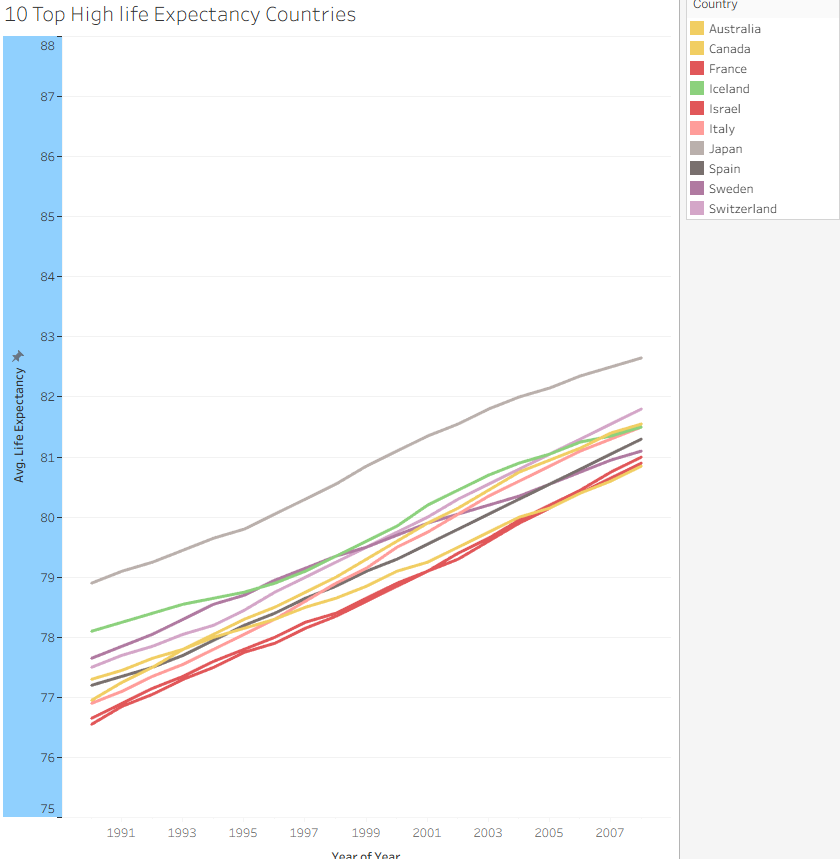 10 Top High life Expectancy Countries
Country
Australia
Canada
France
Iceland
Israel
Italy
Japan
Spain
Sweden
Switzerland
88
87
86
85
84
83
82
81
80
79
78
77
76
75
Avg. Life Expectancy
1991 1993 1995 1997 1999 2001 2003 2005 2007
Year of Year